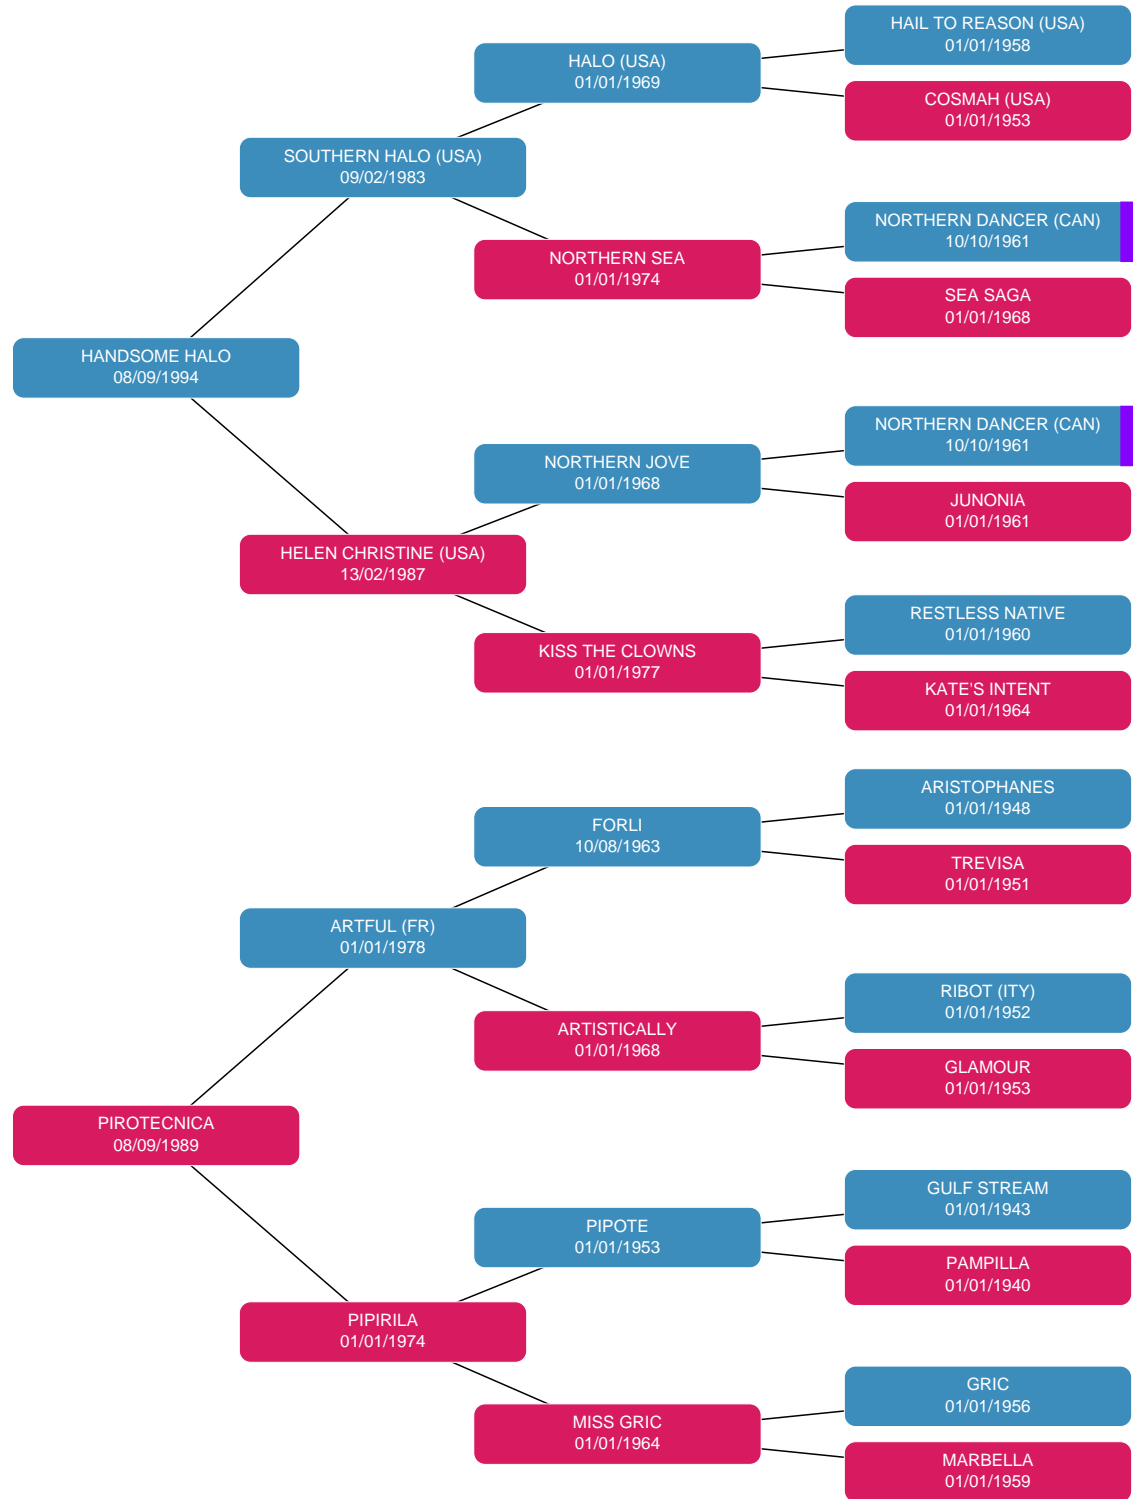 HAIL TO REASON (USA)
01/01/1958
HALO (USA)
01/01/1969
COSMAH (USA)
01/01/1953
SOUTHERN HALO (USA)
09/02/1983
NORTHERN DANCER (CAN)
10/10/1961
NORTHERN SEA
01/01/1974
SEA SAGA
01/01/1968
HANDSOME HALO
08/09/1994
NORTHERN DANCER (CAN)
10/10/1961
NORTHERN JOVE
01/01/1968
JUNONIA
01/01/1961
HELEN CHRISTINE (USA)
13/02/1987
RESTLESS NATIVE
01/01/1960
KISS THE CLOWNS
01/01/1977
KATE'S INTENT
01/01/1964
ARISTOPHANES
01/01/1948
FORLI
10/08/1963
TREVISA
01/01/1951
ARTFUL (FR)
01/01/1978
RIBOT (ITY)
01/01/1952
ARTISTICALLY
01/01/1968
GLAMOUR
01/01/1953
PIROTECNICA
08/09/1989
GULF STREAM
01/01/1943
PIPOTE
01/01/1953
PAMPILLA
01/01/1940
PIPIRILA
01/01/1974
GRIC
01/01/1956
MISS GRIC
01/01/1964
MARBELLA
01/01/1959